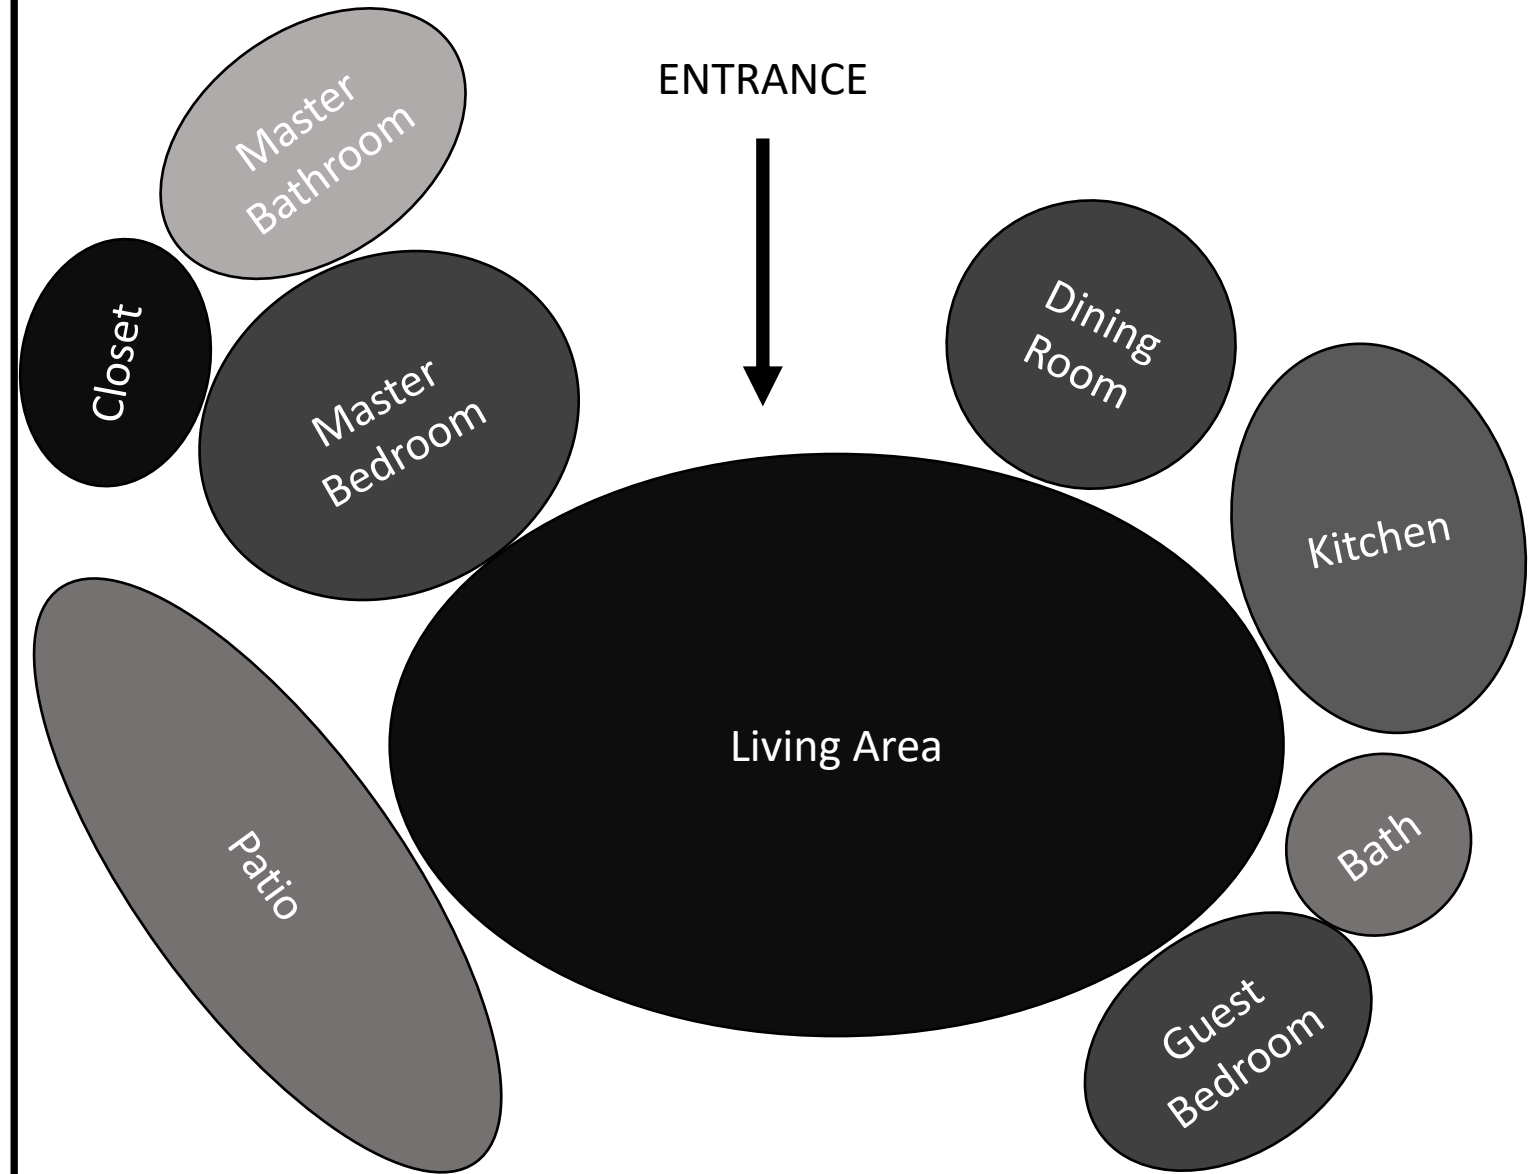 ENTRANCE
Master
Bathroom
Closet
Master
Bedroom
Dining
Room
Kitchen
Living Area
Patio
Bath
Guest
Bedroom